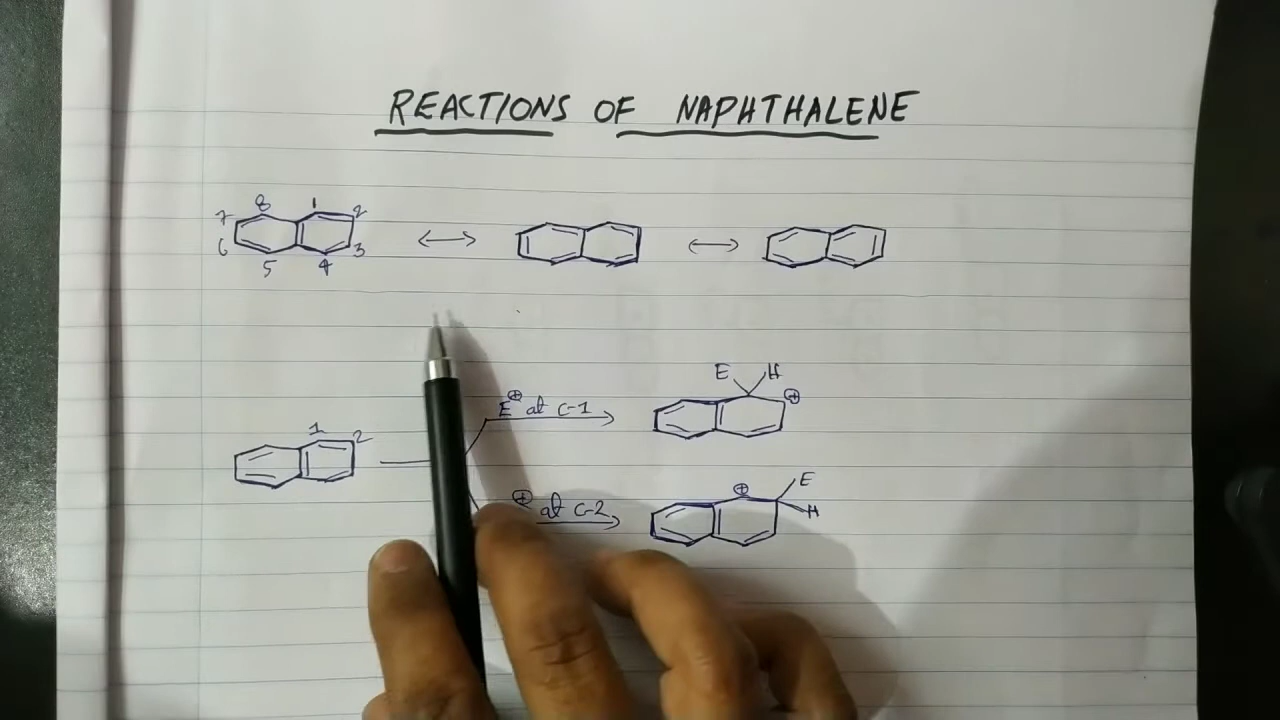 REACTIONS OF NAPHTHALENE
8 1
7 2
6 3
5 4
E H
E⊕ at C-1 ⊕
1 2
⊕ at C-2 ⊕ E
H